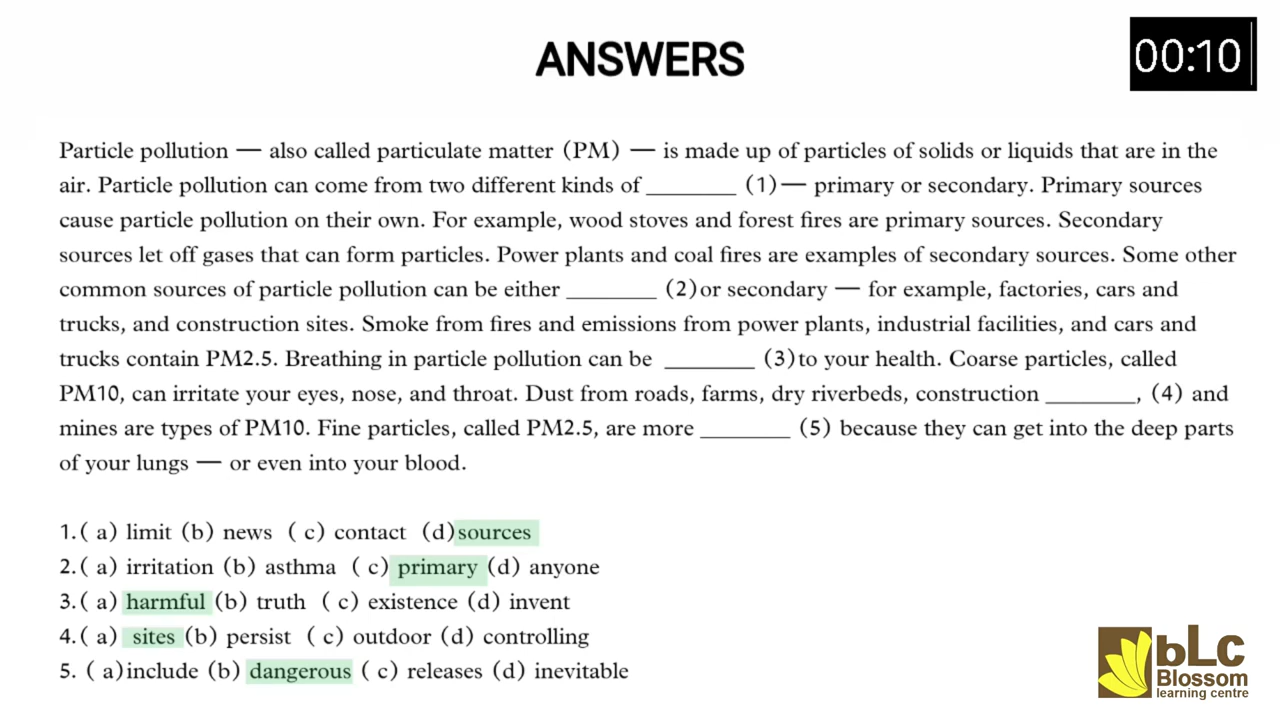 ANSWERS
00:10
Particle pollution — also called particulate matter (PM) — is made up of particles of solids or liquids that are in the
air. Particle pollution can come from two different kinds of ________ (1)— primary or secondary. Primary sources
cause particle pollution on their own. For example, wood stoves and forest fires are primary sources. Secondary
sources let off gases that can form particles. Power plants and coal fires are examples of secondary sources. Some other
common sources of particle pollution can be either ________ (2)or secondary — for example, factories, cars and
trucks, and construction sites. Smoke from fires and emissions from power plants, industrial facilities, and cars and
trucks contain PM2.5. Breathing in particle pollution can be ________ (3)to your health. Coarse particles, called
PM10, can irritate your eyes, nose, and throat. Dust from roads, farms, dry riverbeds, construction ________, (4) and
mines are types of PM10. Fine particles, called PM2.5, are more ________ (5) because they can get into the deep parts
of your lungs — or even into your blood.
1.( a) limit (b) news ( c) contact (d)sources
2.( a) irritation (b) asthma ( c) primary (d) anyone
3.( a) harmful (b) truth ( c) existence (d) invent
4.( a) sites (b) persist ( c) outdoor (d) controlling
5. ( a)include (b) dangerous ( c) releases (d) inevitable
bLc
Blossom
learning centre